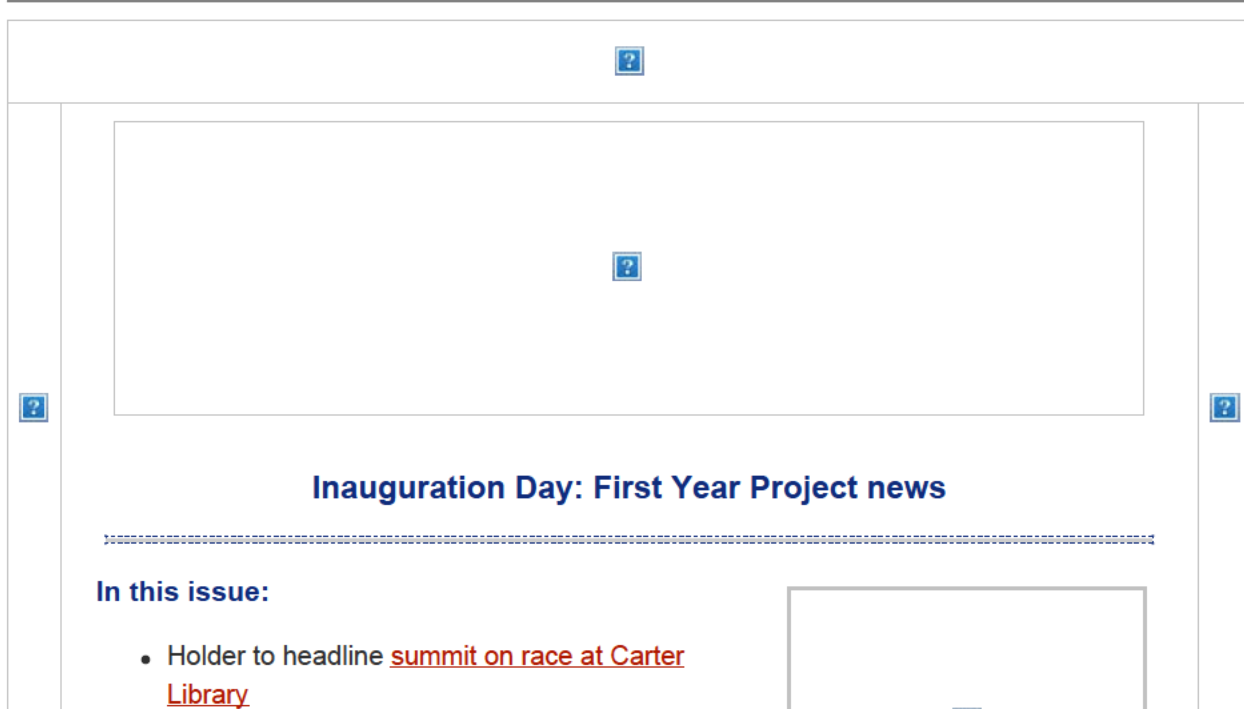 Inauguration Day: First Year Project news
In this issue:
• Holder to headline summit on race at Carter
Library